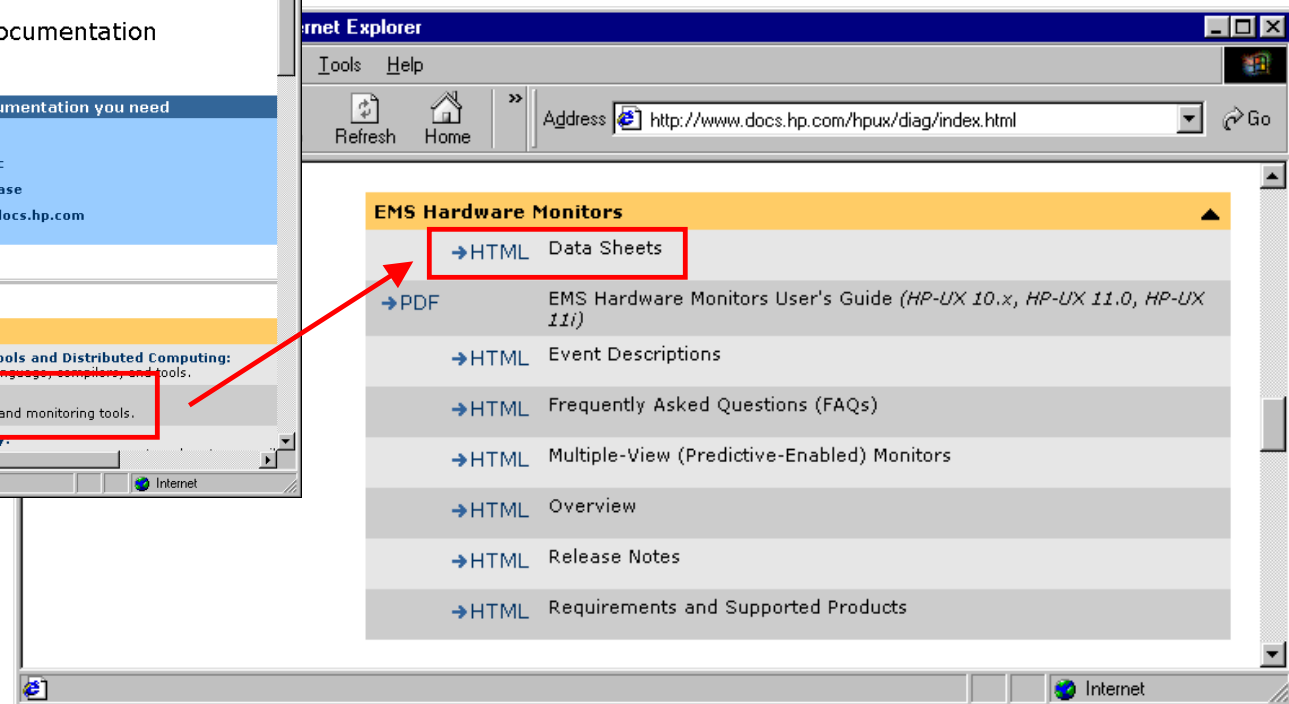 ocumentation
umentation you need
ase
docs.hp.com
ools and Distributed Computing:
nguage, compilers, and tools.
and monitoring tools.
y:
Internet
rnet Explorer
Tools Help
Refresh Home » Address http://www.docs.hp.com/hpux/diag/index.html Go
EMS Hardware Monitors
HTML Data Sheets
PDF EMS Hardware Monitors User's Guide (HP-UX 10.x, HP-UX 11.0, HP-UX
11i)
HTML Event Descriptions
HTML Frequently Asked Questions (FAQs)
HTML Multiple-View (Predictive-Enabled) Monitors
HTML Overview
HTML Release Notes
HTML Requirements and Supported Products
Internet